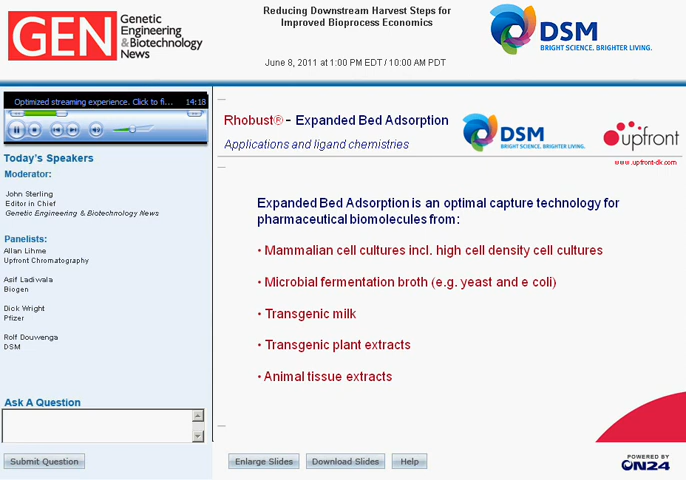 GEN
Genetic
Engineering
& Biotechnology
News
Reducing Downstream Harvest Steps for
Improved Bioprocess Economics
June 8, 2011 at 1:00 PM EDT / 10:00 AM PDT
DSM
BRIGHT SCIENCE. BRIGHTER LIVING.
Optimized streaming experience. Click to fi... 14:18
Today's Speakers
Moderator:
John Sterling
Editor in Chief
Genetic Engineering & Biotechnology News
Panelists:
Allan Lihme
Upfront Chromatography
Asif Ladiwala
Biogen
Dick Wright
Pfizer
Rolf Douwenga
DSM
Ask A Question
Submit Question
Rhobust® - Expanded Bed Adsorption
Applications and ligand chemistries
DSM
BRIGHT SCIENCE. BRIGHTER LIVING.
upfront
www.upfront-dk.com
Expanded Bed Adsorption is an optimal capture technology for
pharmaceutical biomolecules from:
• Mammalian cell cultures incl. high cell density cell cultures
• Microbial fermentation broth (e.g. yeast and e coli)
• Transgenic milk
• Transgenic plant extracts
• Animal tissue extracts
Enlarge Slides
Download Slides
Help
POWERED BY
ON24